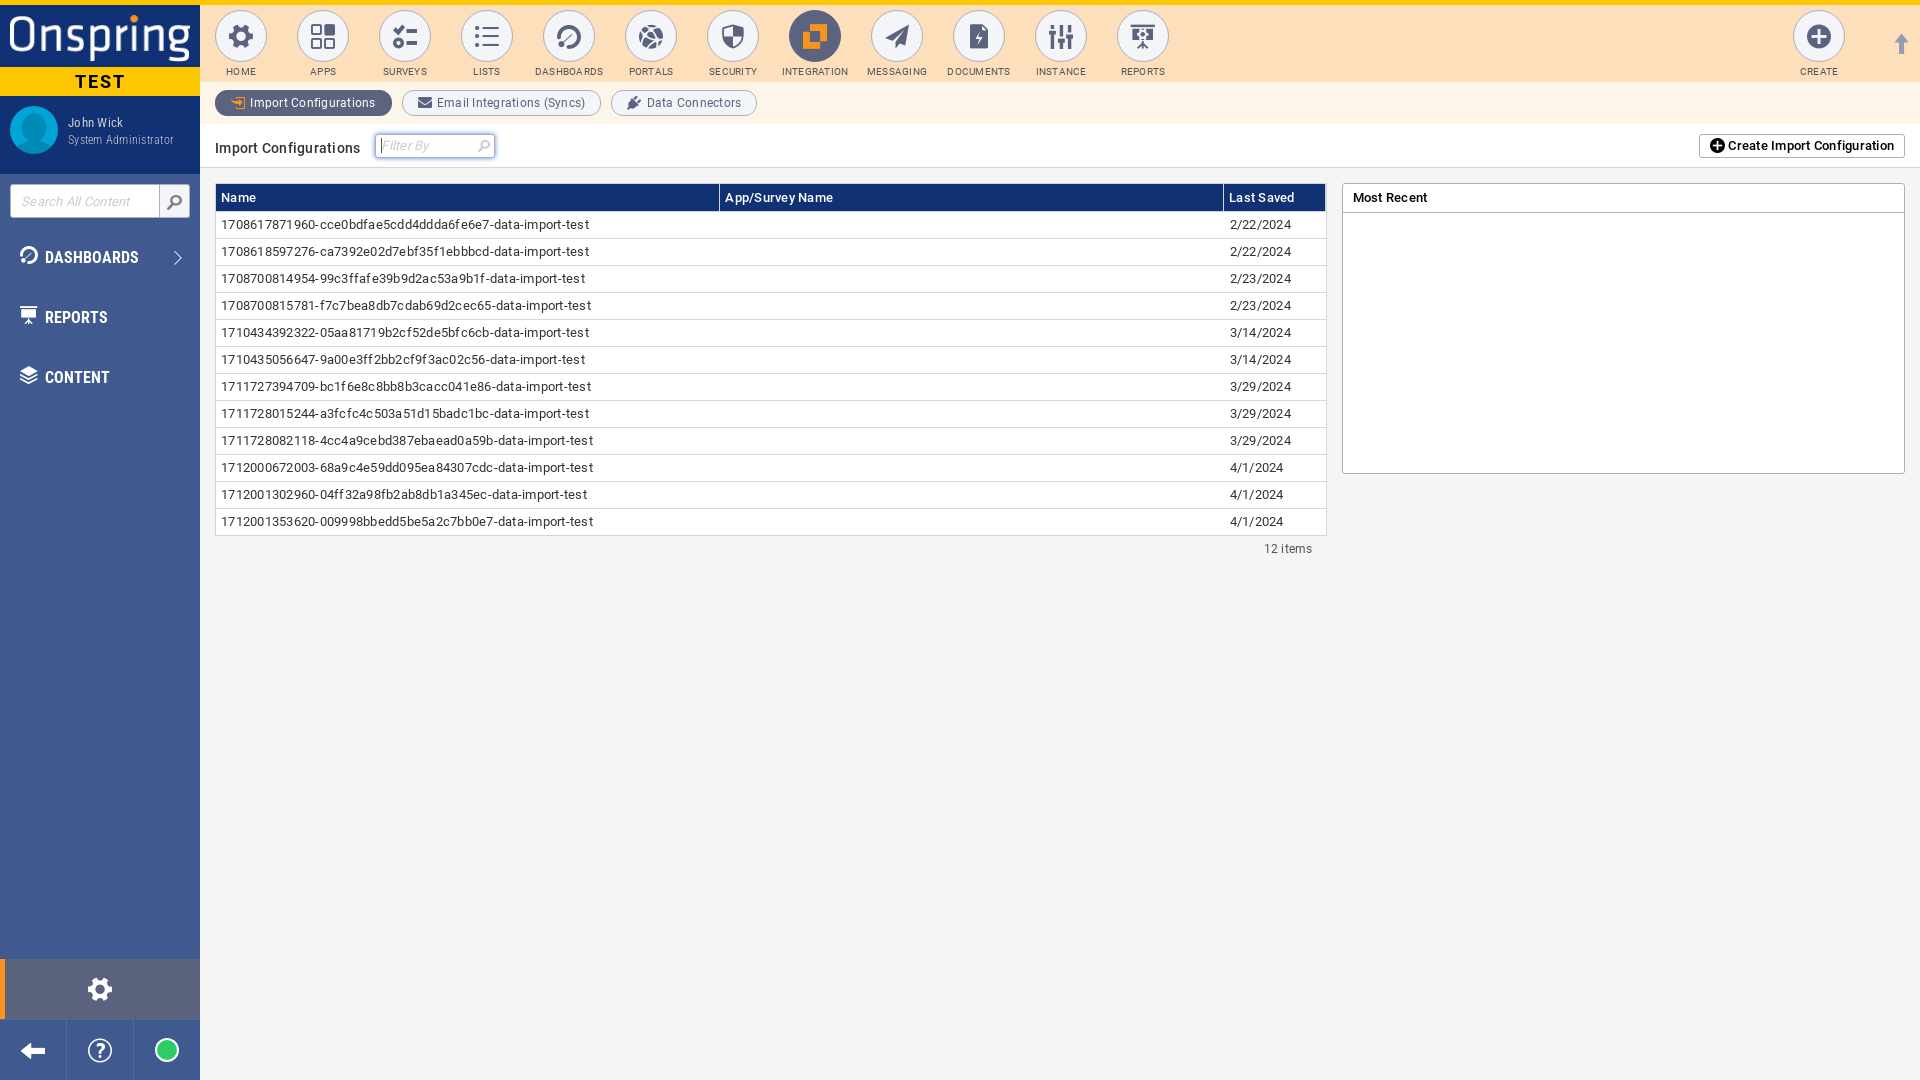 Onspring
TEST
John Wick
System Administrator
Search All Content
DASHBOARDS
REPORTS
CONTENT
HOME
APPS
SURVEYS
LISTS
DASHBOARDS
PORTALS
SECURITY
INTEGRATION
MESSAGING
DOCUMENTS
INSTANCE
REPORTS
CREATE
Import Configurations
Email Integrations (Syncs)
Data Connectors
Import Configurations
Filter By
Create Import Configuration
Name App/Survey Name Last Saved
1708617871960-cce0bdfae5cdd4ddda6fe6e7-data-import-test 2/22/2024
1708618597276-ca7392e02d7ebf35f1ebbbcd-data-import-test 2/22/2024
1708700814954-99c3ffafe39b9d2ac53a9b1f-data-import-test 2/23/2024
1708700815781-f7c7bea8db7cdab69d2cec65-data-import-test 2/23/2024
1710434392322-05aa81719b2cf52de5bfc6cb-data-import-test 3/14/2024
1710435056647-9a00e3ff2bb2cf9f3ac02c56-data-import-test 3/14/2024
1711727394709-bc1f6e8c8bb8b3cacc041e86-data-import-test 3/29/2024
1711728015244-a3fcfc4c503a51d15badc1bc-data-import-test 3/29/2024
1711728082118-4cc4a9cebd387ebaead0a59b-data-import-test 3/29/2024
1712000672003-68a9c4e59dd095ea84307cdc-data-import-test 4/1/2024
1712001302960-04ff32a98fb2ab8db1a345ec-data-import-test 4/1/2024
1712001353620-009998bbedd5be5a2c7bb0e7-data-import-test 4/1/2024
12 items
Most Recent